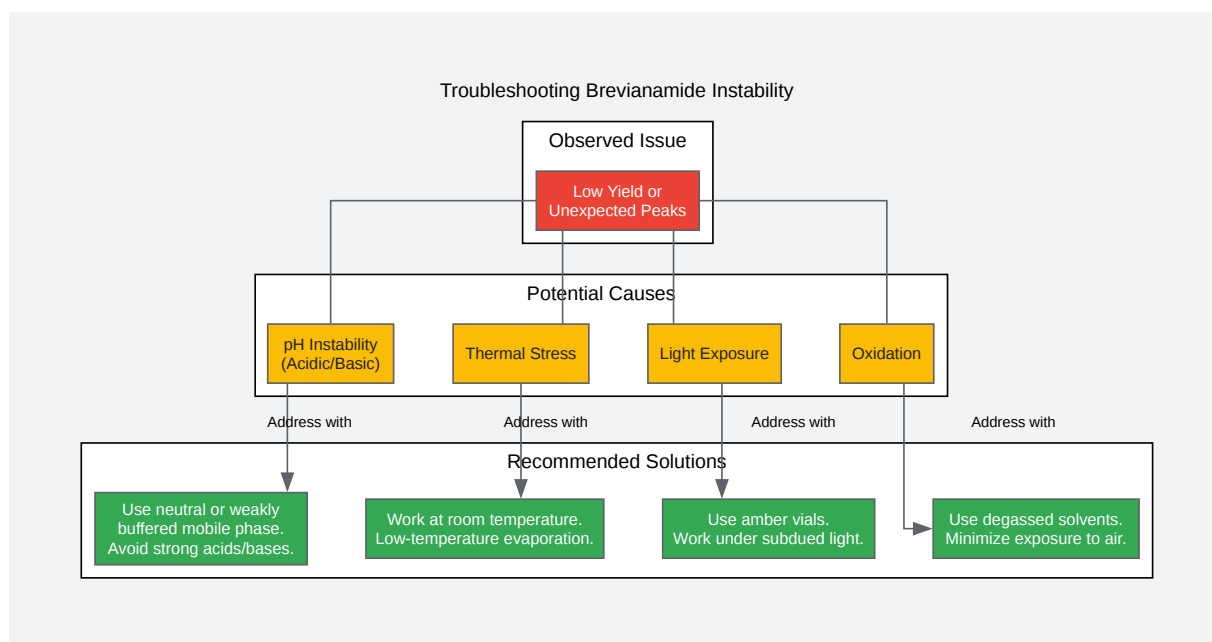 Troubleshooting Brevianamide Instability
Observed Issue
Low Yield or
Unexpected Peaks
Potential Causes
pH Instability
(Acidic/Basic)
Thermal Stress
Light Exposure
Oxidation
Address with
Address with
Address with
Address with
Recommended Solutions
Use neutral or weakly
buffered mobile phase.
Avoid strong acids/bases.
Work at room temperature.
Low-temperature evaporation.
Use amber vials.
Work under subdued light.
Use degassed solvents.
Minimize exposure to air.